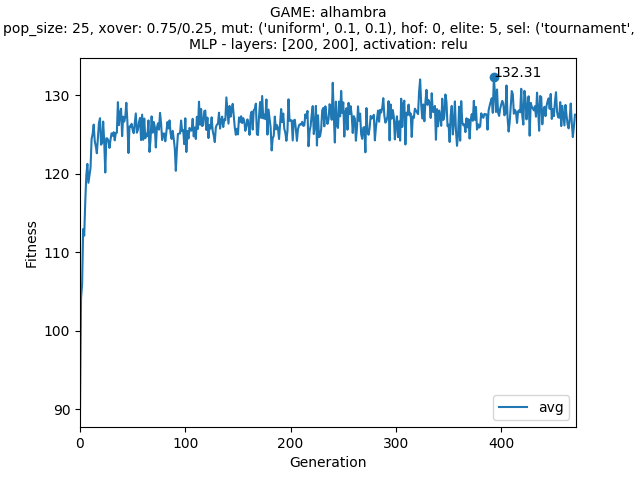 GAME: alhambra
pop_size: 25, xover: 0.75/0.25, mut: ('uniform', 0.1, 0.1), hof: 0, elite: 5, sel: ('tournament',
MLP - layers: [200, 200], activation: relu
132.31
130
120
110
100
90
Fitness
avg
0 100 200 300 400
Generation